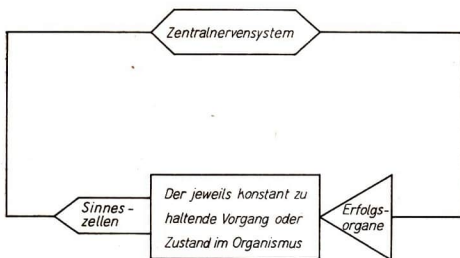 Zentralnervensystem
Sinnes-
zellen
Der jeweils konstant zu
haltende Vorgang oder
Zustand im Organismus
Erfolgs-
organe